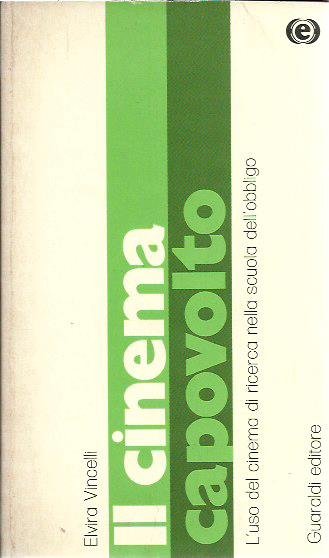 Elvira Vincelli
Il cinema
capovolto
L'uso del cinema di ricerca nella scuola dell'obbligo
Guaraldi editore
e